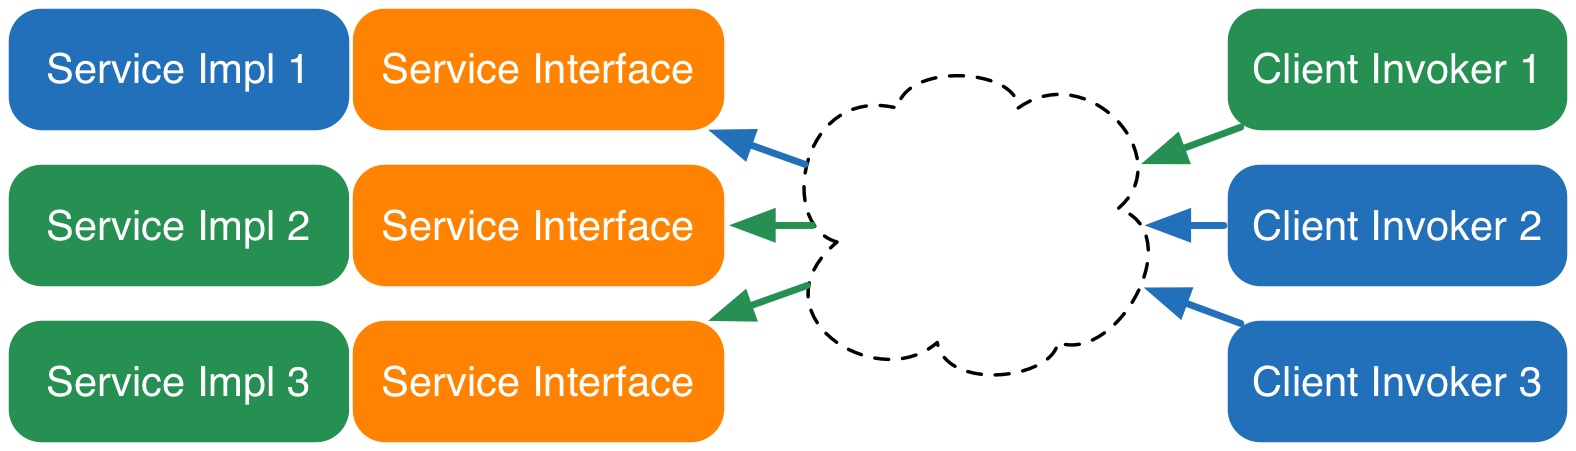 Service Impl 1
Service Interface
Client Invoker 1
Service Impl 2
Service Interface
Client Invoker 2
Service Impl 3
Service Interface
Client Invoker 3